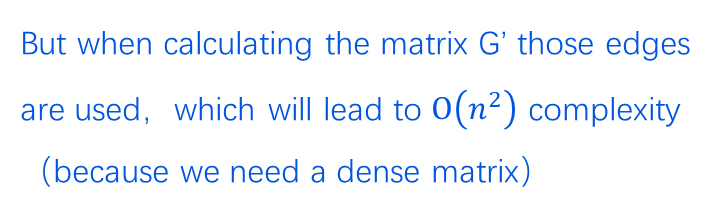 But when calculating the matrix G’ those edges
are used，which will lead to O(n²) complexity
（because we need a dense matrix）